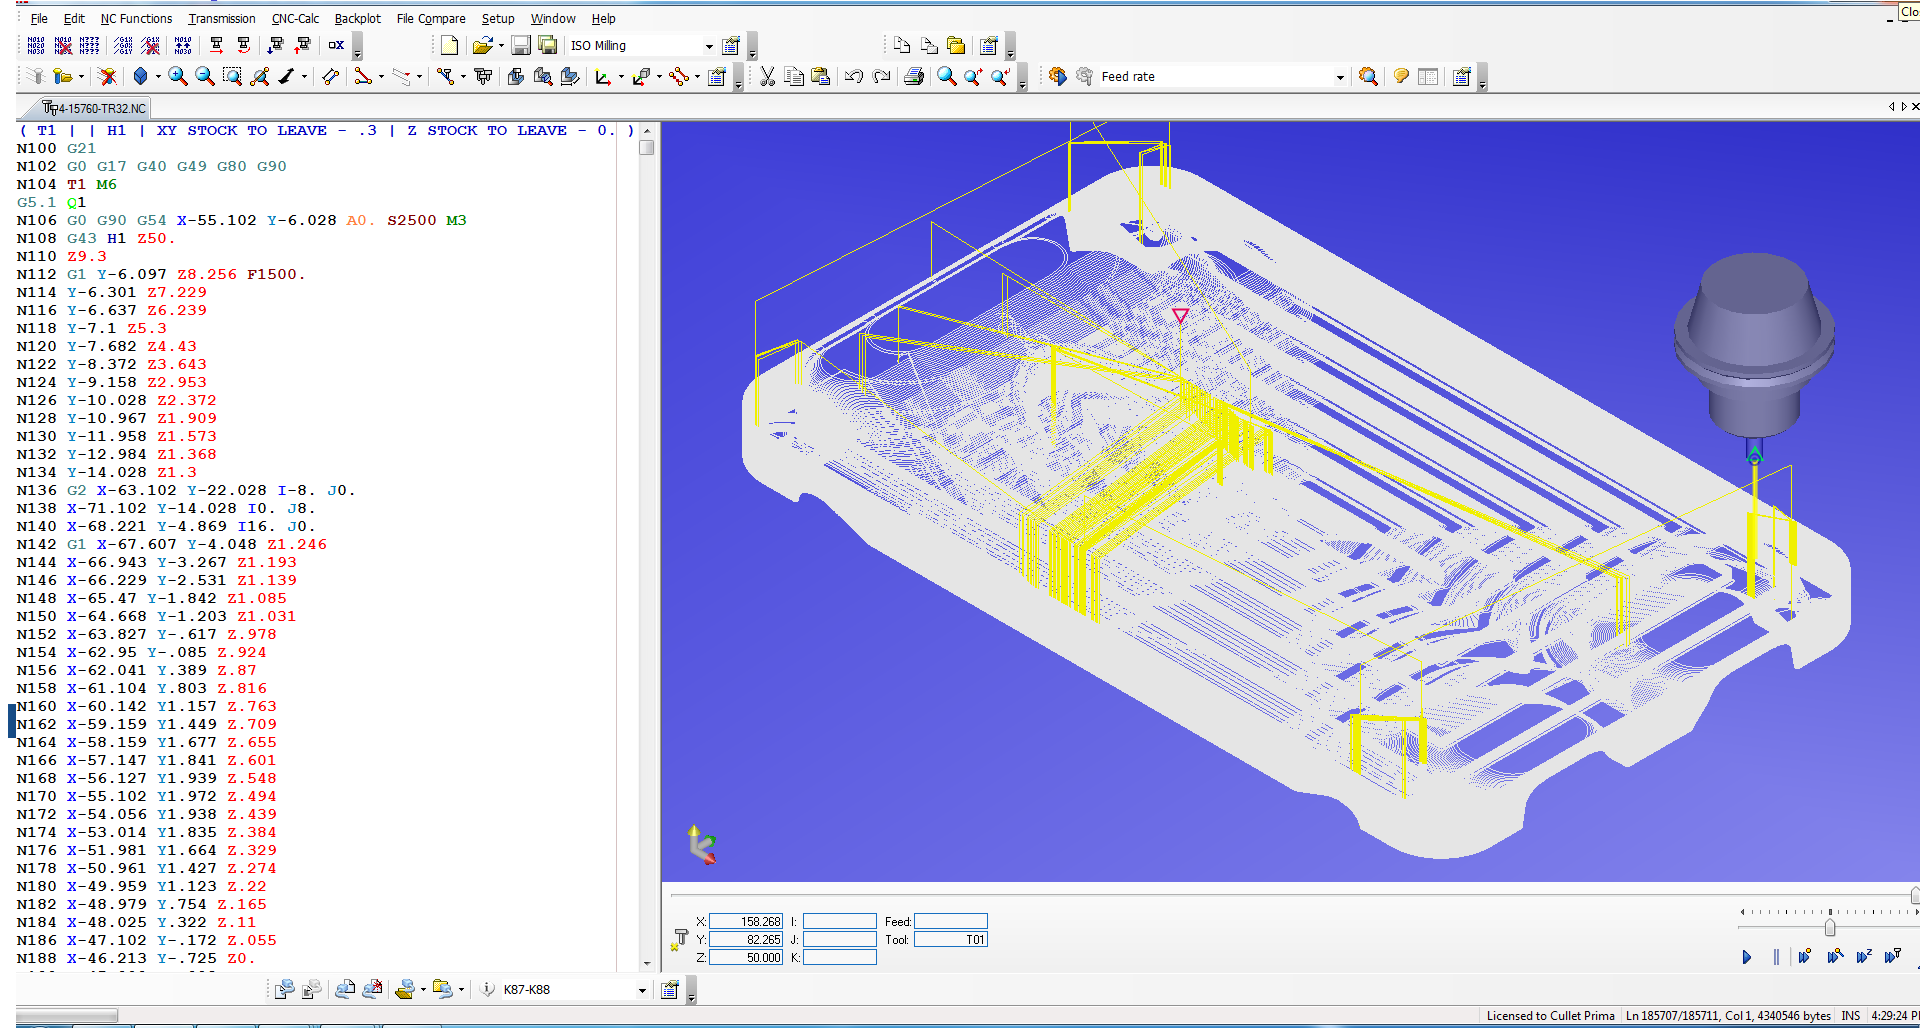 Clo
File Edit NC Functions Transmission CNC-Calc Backplot File Compare Setup Window Help
ISO Milling
Feed rate
4-15760-TR32.NC
( T1 | | H1 | XY STOCK TO LEAVE - .3 | Z STOCK TO LEAVE - 0. )
N100 G21
N102 G0 G17 G40 G49 G80 G90
N104 T1 M6
G5.1 Q1
N106 G0 G90 G54 X-55.102 Y-6.028 A0. S2500 M3
N108 G43 H1 Z50.
N110 Z9.3
N112 G1 Y-6.097 Z8.256 F1500.
N114 Y-6.301 Z7.229
N116 Y-6.637 Z6.239
N118 Y-7.1 Z5.3
N120 Y-7.682 Z4.43
N122 Y-8.372 Z3.643
N124 Y-9.158 Z2.953
N126 Y-10.028 Z2.372
N128 Y-10.967 Z1.909
N130 Y-11.958 Z1.573
N132 Y-12.984 Z1.368
N134 Y-14.028 Z1.3
N136 G2 X-63.102 Y-22.028 I-8. J0.
N138 X-71.102 Y-14.028 I0. J8.
N140 X-68.221 Y-4.869 I16. J0.
N142 G1 X-67.607 Y-4.048 Z1.246
N144 X-66.943 Y-3.267 Z1.193
N146 X-66.229 Y-2.531 Z1.139
N148 X-65.47 Y-1.842 Z1.085
N150 X-64.668 Y-1.203 Z1.031
N152 X-63.827 Y-.617 Z.978
N154 X-62.95 Y-.085 Z.924
N156 X-62.041 Y.389 Z.87
N158 X-61.104 Y.803 Z.816
N160 X-60.142 Y1.157 Z.763
N162 X-59.159 Y1.449 Z.709
N164 X-58.159 Y1.677 Z.655
N166 X-57.147 Y1.841 Z.601
N168 X-56.127 Y1.939 Z.548
N170 X-55.102 Y1.972 Z.494
N172 X-54.056 Y1.938 Z.439
N174 X-53.014 Y1.835 Z.384
N176 X-51.981 Y1.664 Z.329
N178 X-50.961 Y1.427 Z.274
N180 X-49.959 Y1.123 Z.22
N182 X-48.979 Y.754 Z.165
N184 X-48.025 Y.322 Z.11
N186 X-47.102 Y-.172 Z.055
N188 X-46.213 Y-.725 Z0.
X: 158.268 I: Feed:
Y: 82.265 J: Tool: T01
Z: 50.000 K:
K87-K88
Licensed to Cullet Prima Ln 185707/185711, Col 1, 4340546 bytes INS 4:29:24 P